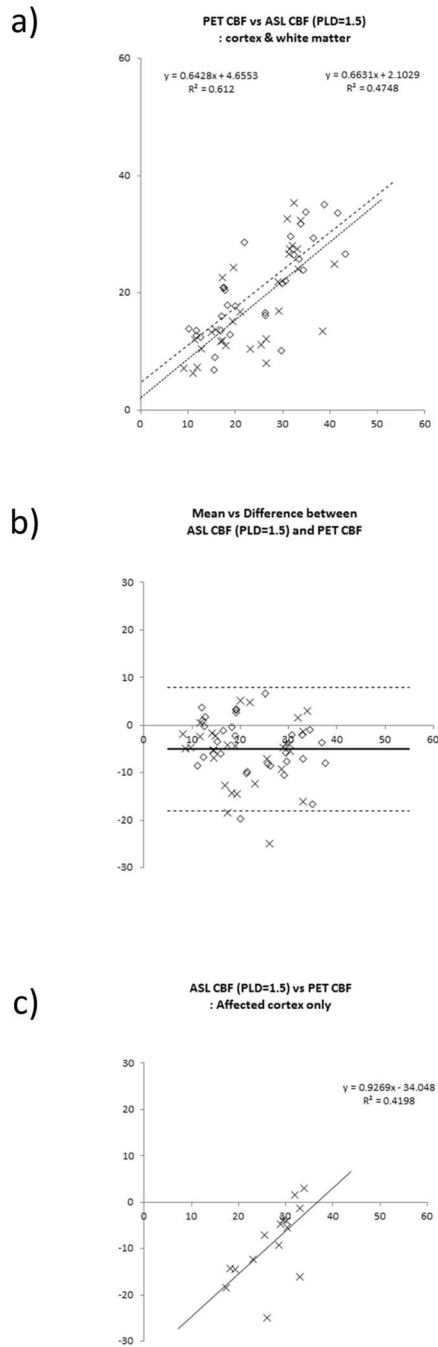 a)
PET CBF vs ASL CBF (PLD=1.5)
: cortex & white matter
60
y = 0.6428x + 4.6553
R² = 0.612
y = 0.6631x + 2.1029
R² = 0.4748
40
20
0
0 10 20 30 40 50 60
b)
Mean vs Difference between
ASL CBF (PLD=1.5) and PET CBF
30
20
10
0
0 10 20 30 40 50 60
-10
-20
-30
c)
ASL CBF (PLD=1.5) vs PET CBF
: Affected cortex only
30
y = 0.9269x - 34.048
R² = 0.4198
20
10
0
0 10 20 30 40 50 60
-10
-20
-30